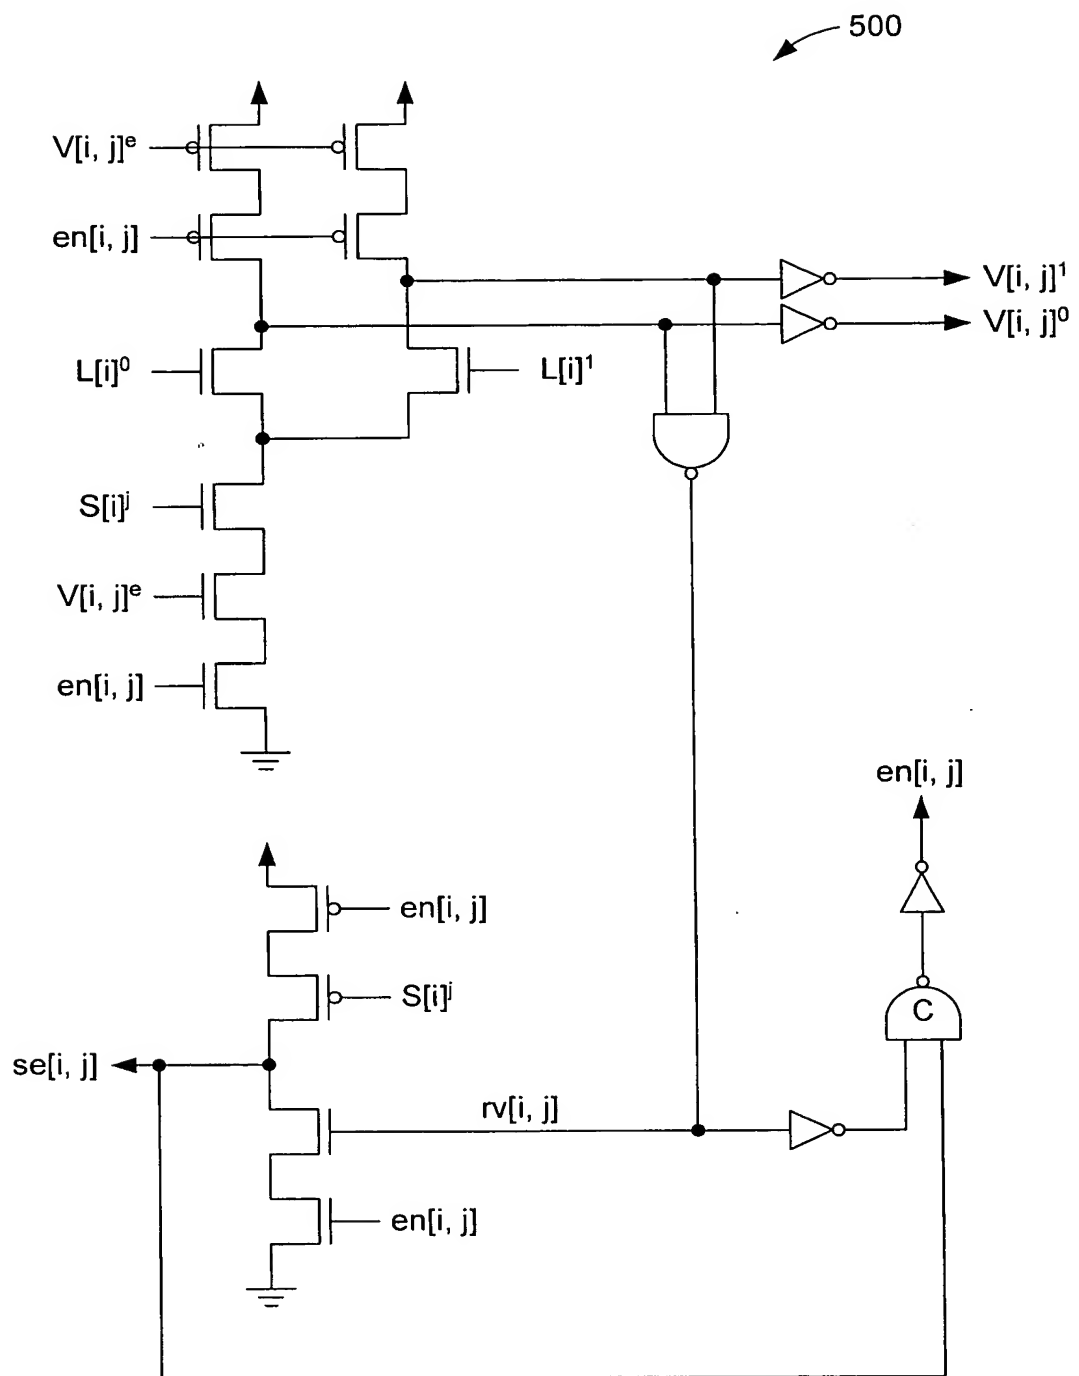 500
V[i, j]ᵉ
en[i, j]
V[i, j]¹
V[i, j]⁰
L[i]⁰
L[i]¹
S[i]ʲ
V[i, j]ᵉ
en[i, j]
en[i, j]
en[i, j]
S[i]ʲ
C
se[i, j]
rv[i, j]
en[i, j]